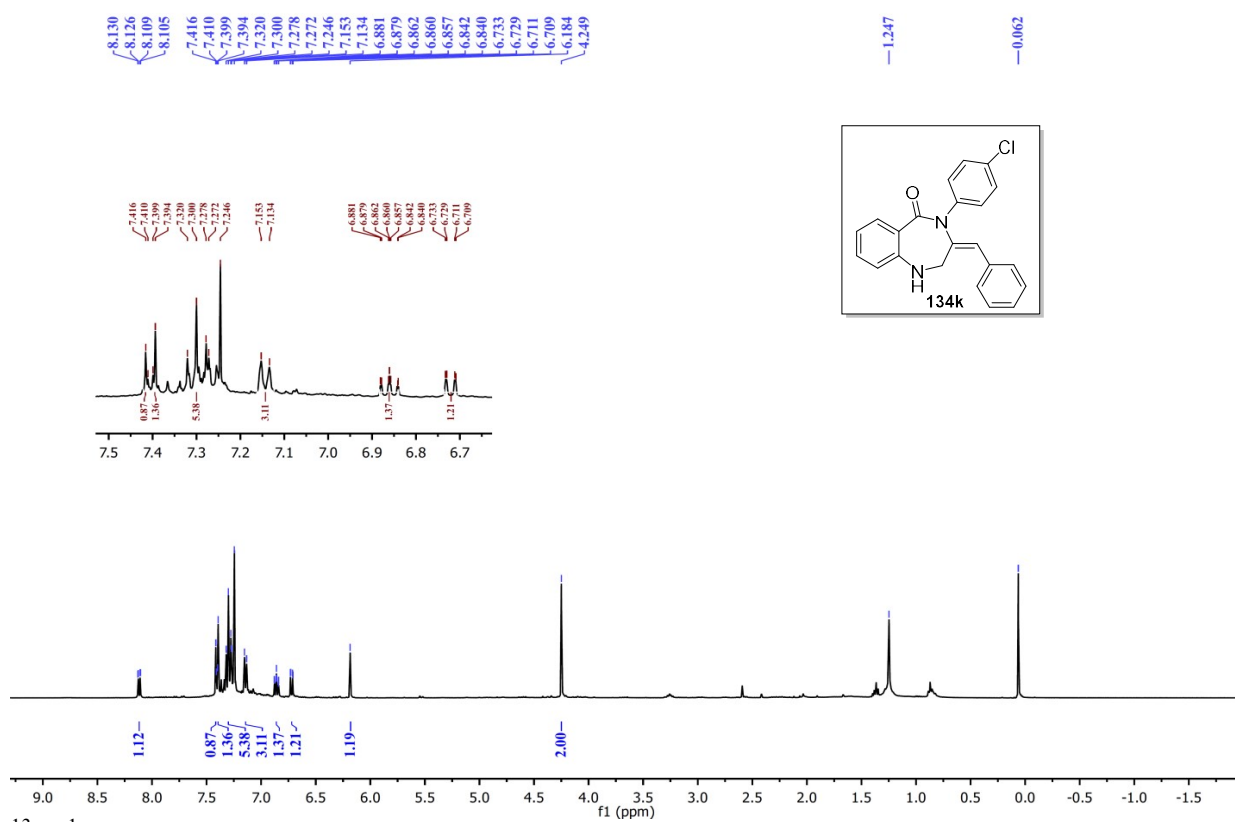 8.130 8.126 8.109 8.105 7.416 7.410 7.399 7.394 7.320 7.300 7.278 7.272 7.246 7.153 7.134 6.881 6.879 6.862 6.860 6.857 6.842 6.840 6.733 6.729 6.711 6.709 6.184 4.249 1.247 0.062
7.416 7.410 7.399 7.394 7.320 7.300 7.278 7.272 7.246 7.153 7.134 6.881 6.879 6.862 6.860 6.857 6.842 6.840 6.733 6.729 6.711 6.709
Cl
O
N
N
H
134k
0.87 1.36 5.38 3.11 1.37 1.21
7.5 7.4 7.3 7.2 7.1 7.0 6.9 6.8 6.7
1.12 0.87 1.36 5.38 3.11 1.37 1.21 1.19 2.00
9.0 8.5 8.0 7.5 7.0 6.5 6.0 5.5 5.0 4.5 4.0 3.5 3.0 2.5 2.0 1.5 1.0 0.5 0.0 -0.5 -1.0 -1.5
f1 (ppm)